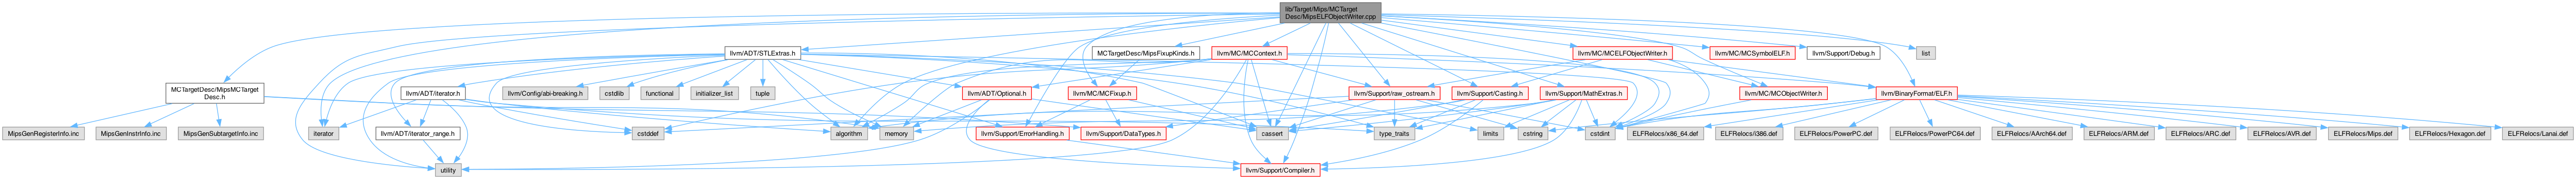 lib/Target/Mips/MCTarget
Desc/MipsELFObjectWriter.cpp
llvm/ADT/STLExtras.h
MCTargetDesc/MipsFixupKinds.h
llvm/MC/MCContext.h
llvm/MC/MCELFObjectWriter.h
llvm/MC/MCSymbolELF.h
llvm/Support/Debug.h
list
MCTargetDesc/MipsMCTarget
Desc.h
llvm/ADT/iterator.h
llvm/Config/abi-breaking.h
cstdlib
functional
initializer_list
tuple
llvm/ADT/Optional.h
llvm/MC/MCFixup.h
llvm/Support/raw_ostream.h
llvm/Support/Casting.h
llvm/Support/MathExtras.h
llvm/MC/MCObjectWriter.h
llvm/BinaryFormat/ELF.h
MipsGenRegisterInfo.inc
MipsGenInstrInfo.inc
MipsGenSubtargetInfo.inc
iterator
llvm/ADT/iterator_range.h
cstddef
algorithm
memory
llvm/Support/ErrorHandling.h
llvm/Support/DataTypes.h
cassert
type_traits
limits
cstring
cstdint
ELFRelocs/x86_64.def
ELFRelocs/i386.def
ELFRelocs/PowerPC.def
ELFRelocs/PowerPC64.def
ELFRelocs/AArch64.def
ELFRelocs/ARM.def
ELFRelocs/ARC.def
ELFRelocs/AVR.def
ELFRelocs/Mips.def
ELFRelocs/Hexagon.def
ELFRelocs/Lanai.def
utility
llvm/Support/Compiler.h